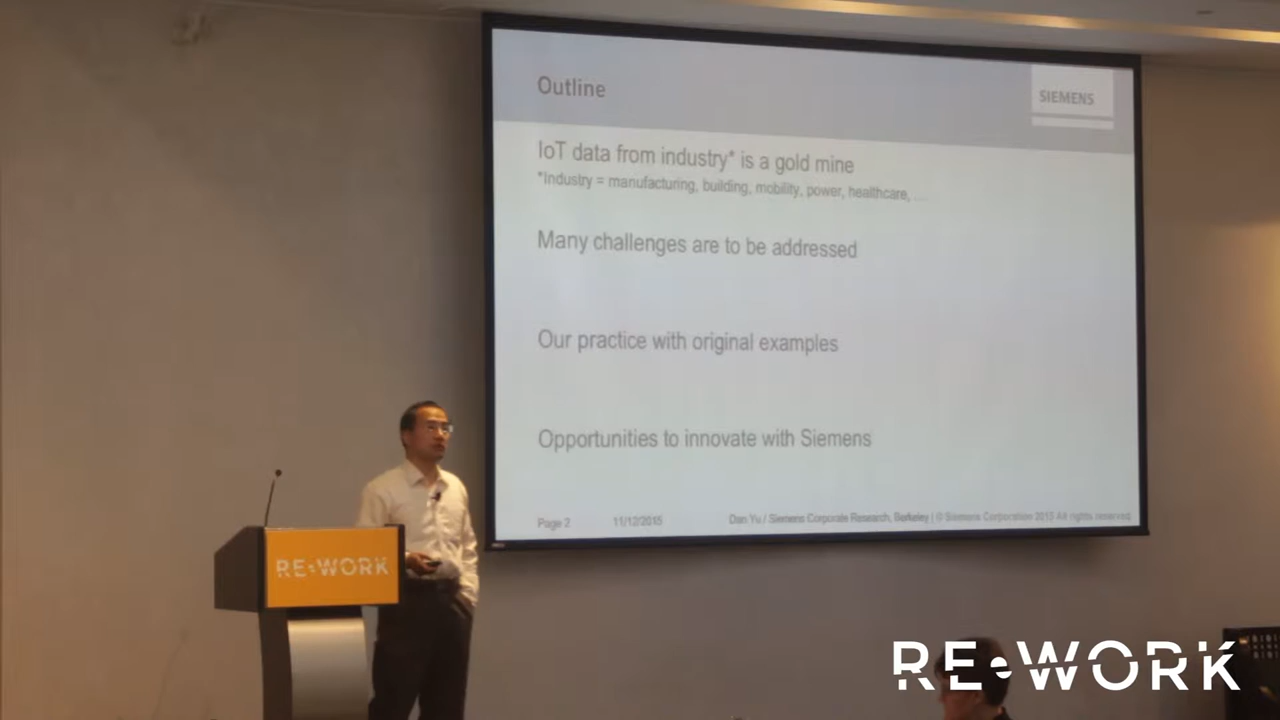 Outline
SIEMENS
IoT data from industry* is a gold mine
*Industry = manufacturing, building, mobility, power, healthcare, ...
Many challenges are to be addressed
Our practice with original examples
Opportunities to innovate with Siemens
Page 2
11/12/2015
Dan Yu / Siemens Corporate Research, Berkeley | © Siemens Corporation 2015 All rights reserved
RE•WORK
RE•WORK